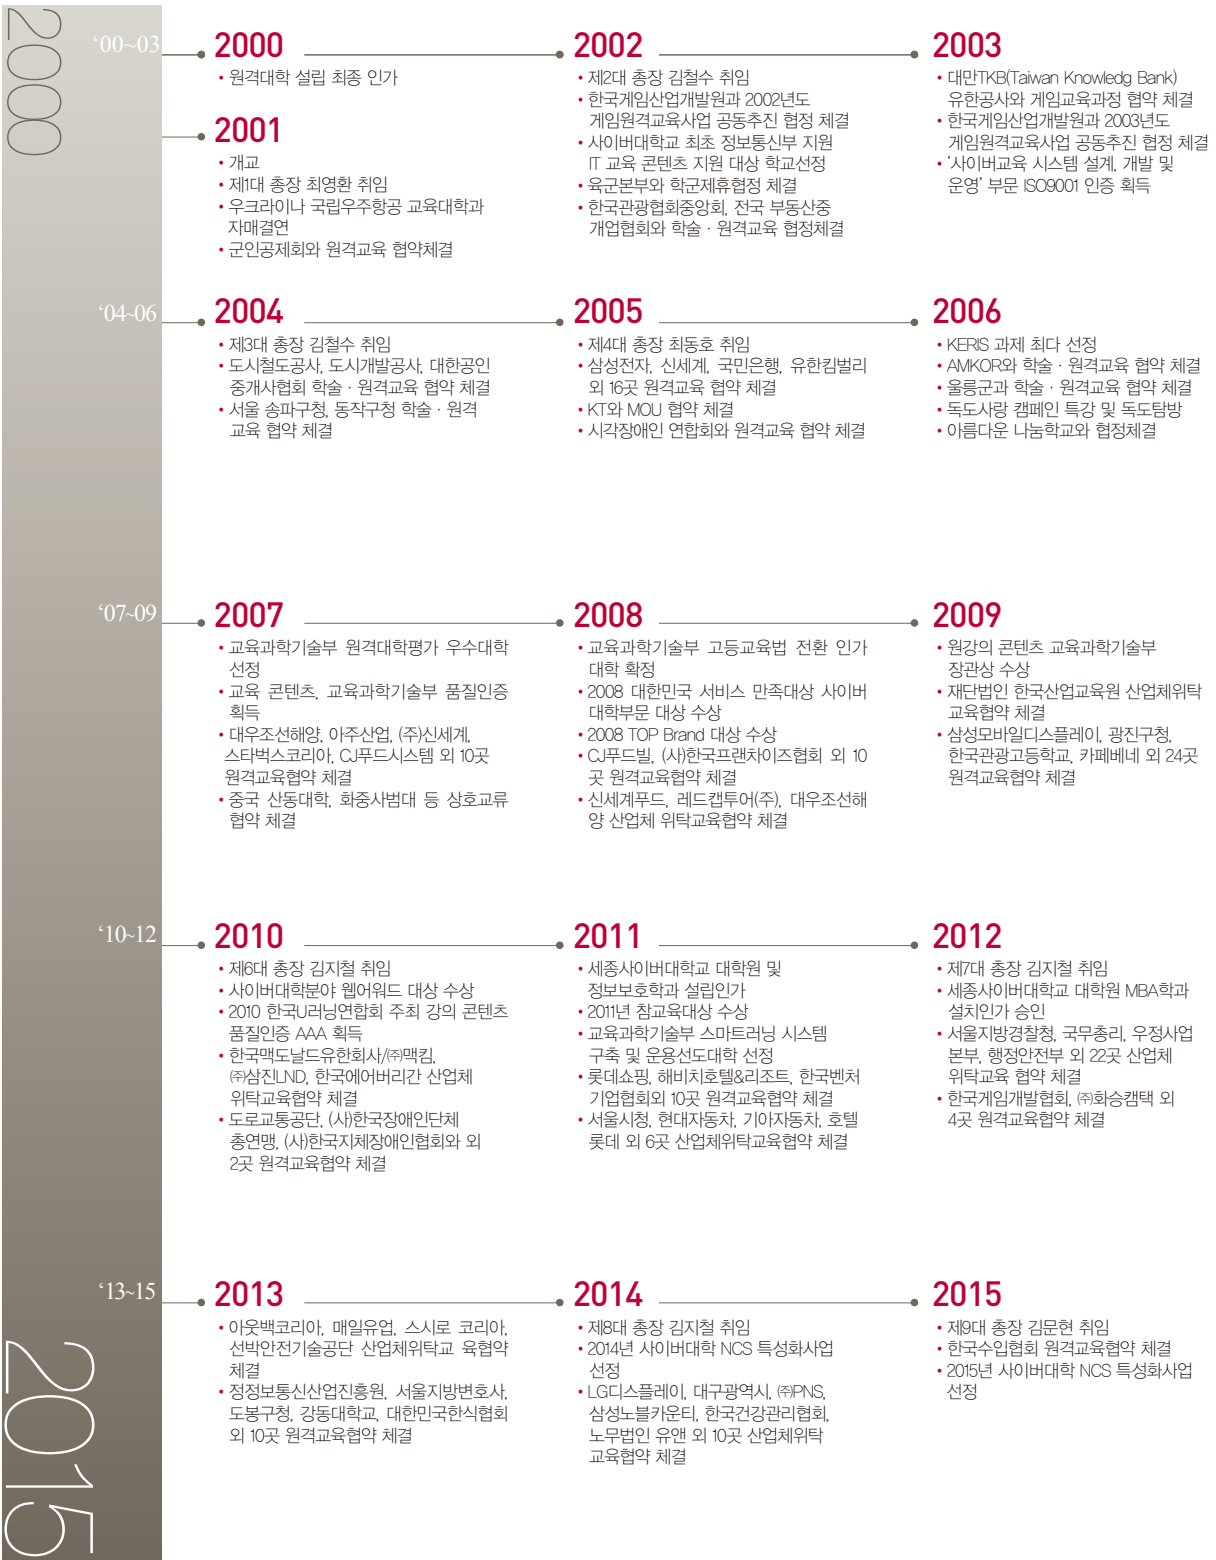 2000
‘00~03
2000
• 원격대학 설립 최종 인가
2001
• 개교
• 제1대 총장 최영환 취임
• 우크라이나 국립우주항공 교육대학과
자매결연
• 군인공제회와 원격교육 협약체결
2002
• 제2대 총장 김철수 취임
• 한국게임산업개발원과 2002년도
게임원격교육사업 공동추진 협정 체결
• 사이버대학교 최초 정보통신부 지원
IT 교육 콘텐츠 지원 대상 학교선정
• 육군본부와 학군제휴협정 체결
• 한국관광협회중앙회, 전국 부동산중
개업협회와 학술 · 원격교육 협정체결
2003
• 대만TKB(Taiwan Knowledg Bank)
유한공사와 게임교육과정 협약 체결
• 한국게임산업개발원과 2003년도
게임원격교육사업 공동추진 협정 체결
• ‘사이버교육 시스템 설계, 개발 및
운영’ 부문 ISO9001 인증 획득
‘04~06
2004
• 제3대 총장 김철수 취임
• 도시철도공사, 도시개발공사, 대한공인
중개사협회 학술 · 원격교육 협약 체결
• 서울 송파구청, 동작구청 학술 · 원격
교육 협약 체결
2005
• 제4대 총장 최동호 취임
• 삼성전자, 신세계, 국민은행, 유한킴벌리
외 16곳 원격교육 협약 체결
• KT와 MOU 협약 체결
• 시각장애인 연합회와 원격교육 협약 체결
2006
• KERIS 과제 최다 선정
• AMKOR와 학술 · 원격교육 협약 체결
• 울릉군과 학술 · 원격교육 협약 체결
• 독도사랑 캠페인 특강 및 독도탐방
• 아름다운 나눔학교와 협정체결
‘07~09
2007
• 교육과학기술부 원격대학평가 우수대학
선정
• 교육 콘텐츠, 교육과학기술부 품질인증
획득
• 대우조선해양, 아주산업, (주)신세계,
스타벅스코리아, CJ푸드시스템 외 10곳
원격교육협약 체결
• 중국 산동대학, 화중사범대 등 상호교류
협약 체결
2008
• 교육과학기술부 고등교육법 전환 인가
대학 확정
• 2008 대한민국 서비스 만족대상 사이버
대학부문 대상 수상
• 2008 TOP Brand 대상 수상
• CJ푸드빌, (사)한국프랜차이즈협회 외 10
곳 원격교육협약 체결
• 신세계푸드, 레드캡투어(주), 대우조선해
양 산업체 위탁교육협약 체결
2009
• 원강의 콘텐츠 교육과학기술부
장관상 수상
• 재단법인 한국산업교육원 산업체위탁
교육협약 체결
• 삼성모바일디스플레이, 광진구청,
한국관광고등학교, 카페베네 외 24곳
원격교육협약 체결
‘10~12
2010
• 제6대 총장 김지철 취임
• 사이버대학분야 웹어워드 대상 수상
• 2010 한국U러닝연합회 주최 강의 콘텐츠
품질인증 AAA 획득
• 한국맥도날드유한회사/㈜맥킴,
㈜삼진LND, 한국에어버리간 산업체
위탁교육협약 체결
• 도로교통공단, (사)한국장애인단체
총연맹, (사)한국지체장애인협회와 외
2곳 원격교육협약 체결
2011
• 세종사이버대학교 대학원 및
정보보호학과 설립인가
• 2011년 참교육대상 수상
• 교육과학기술부 스마트러닝 시스템
구축 및 운용선도대학 선정
• 롯데쇼핑, 해비치호텔&리조트, 한국벤처
기업협회외 10곳 원격교육협약 체결
• 서울시청, 현대자동차, 기아자동차, 호텔
롯데 외 6곳 산업체위탁교육협약 체결
2012
• 제7대 총장 김지철 취임
• 세종사이버대학교 대학원 MBA학과
설치인가 승인
• 서울지방경찰청, 국무총리, 우정사업
본부, 행정안전부 외 22곳 산업체
위탁교육 협약 체결
• 한국게임개발협회, ㈜화승캠택 외
4곳 원격교육협약 체결
‘13~15
2013
• 아웃백코리아, 매일유업, 스시로 코리아,
선박안전기술공단 산업체위탁교 육협약
체결
• 정정보통신산업진흥원, 서울지방변호사,
도봉구청, 강동대학교, 대한민국한식협회
외 10곳 원격교육협약 체결
2014
• 제8대 총장 김지철 취임
• 2014년 사이버대학 NCS 특성화사업
선정
• LG디스플레이, 대구광역시, ㈜PNS,
삼성노블카운티, 한국건강관리협회,
노무법인 유앤 외 10곳 산업체위탁
교육협약 체결
2015
• 제9대 총장 김문현 취임
• 한국수입협회 원격교육협약 체결
• 2015년 사이버대학 NCS 특성화사업
선정
2015